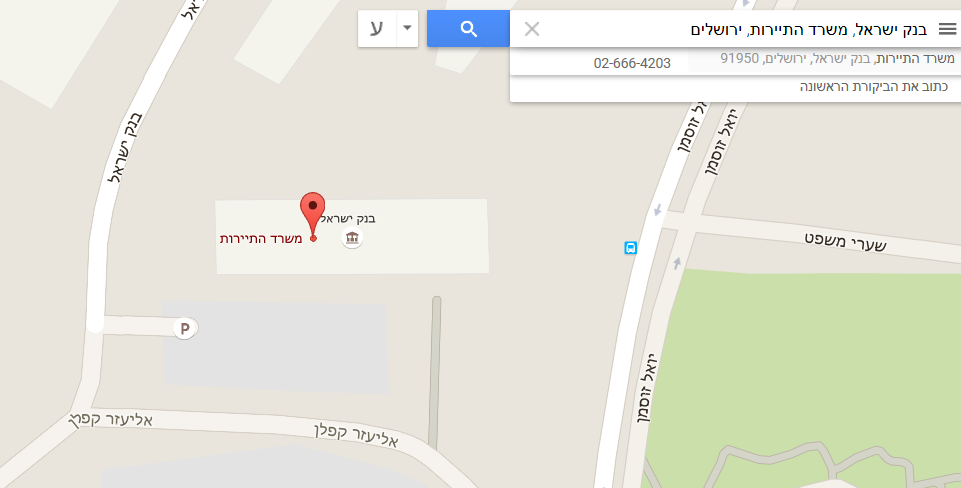 בנק ישראל, משרד התיירות, ירושלים
ע
משרד התיירות, בנק ישראל, ירושלים, 91950
02-666-4203
כתוב את הביקורת הראשונה
בנק ישראל
יואל זוסמן
יואל זוסמן
בנק ישראל
משרד התיירות
שערי משפט
P
יואל זוסמן
אליעזר קפלן
אליעזר קפלן